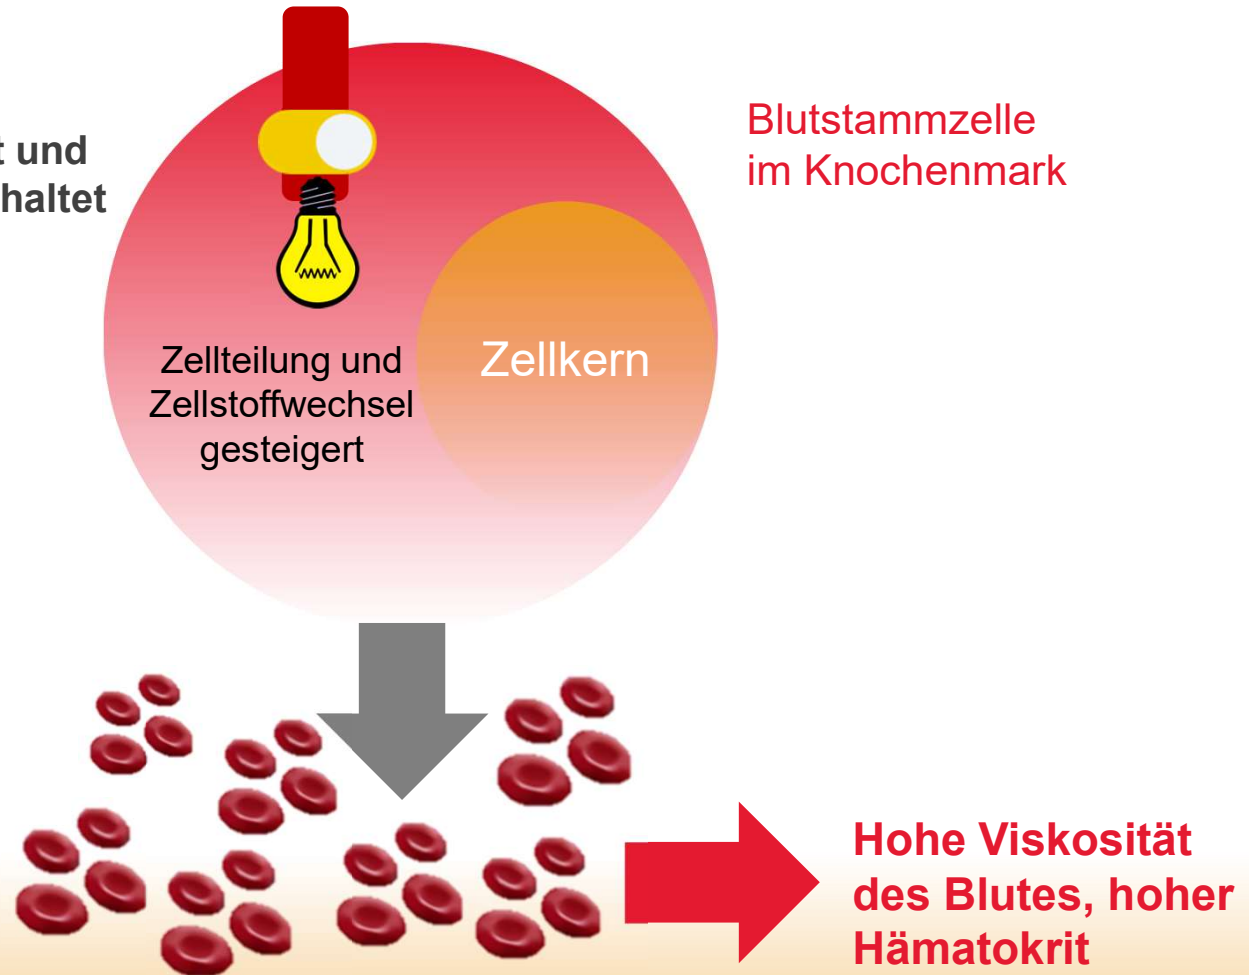 t und
haltet
Blutstammzelle
im Knochenmark
Zellteilung und
Zellstoffwechsel
gesteigert
Zellkern
Hohe Viskosität
des Blutes, hoher
Hämatokrit